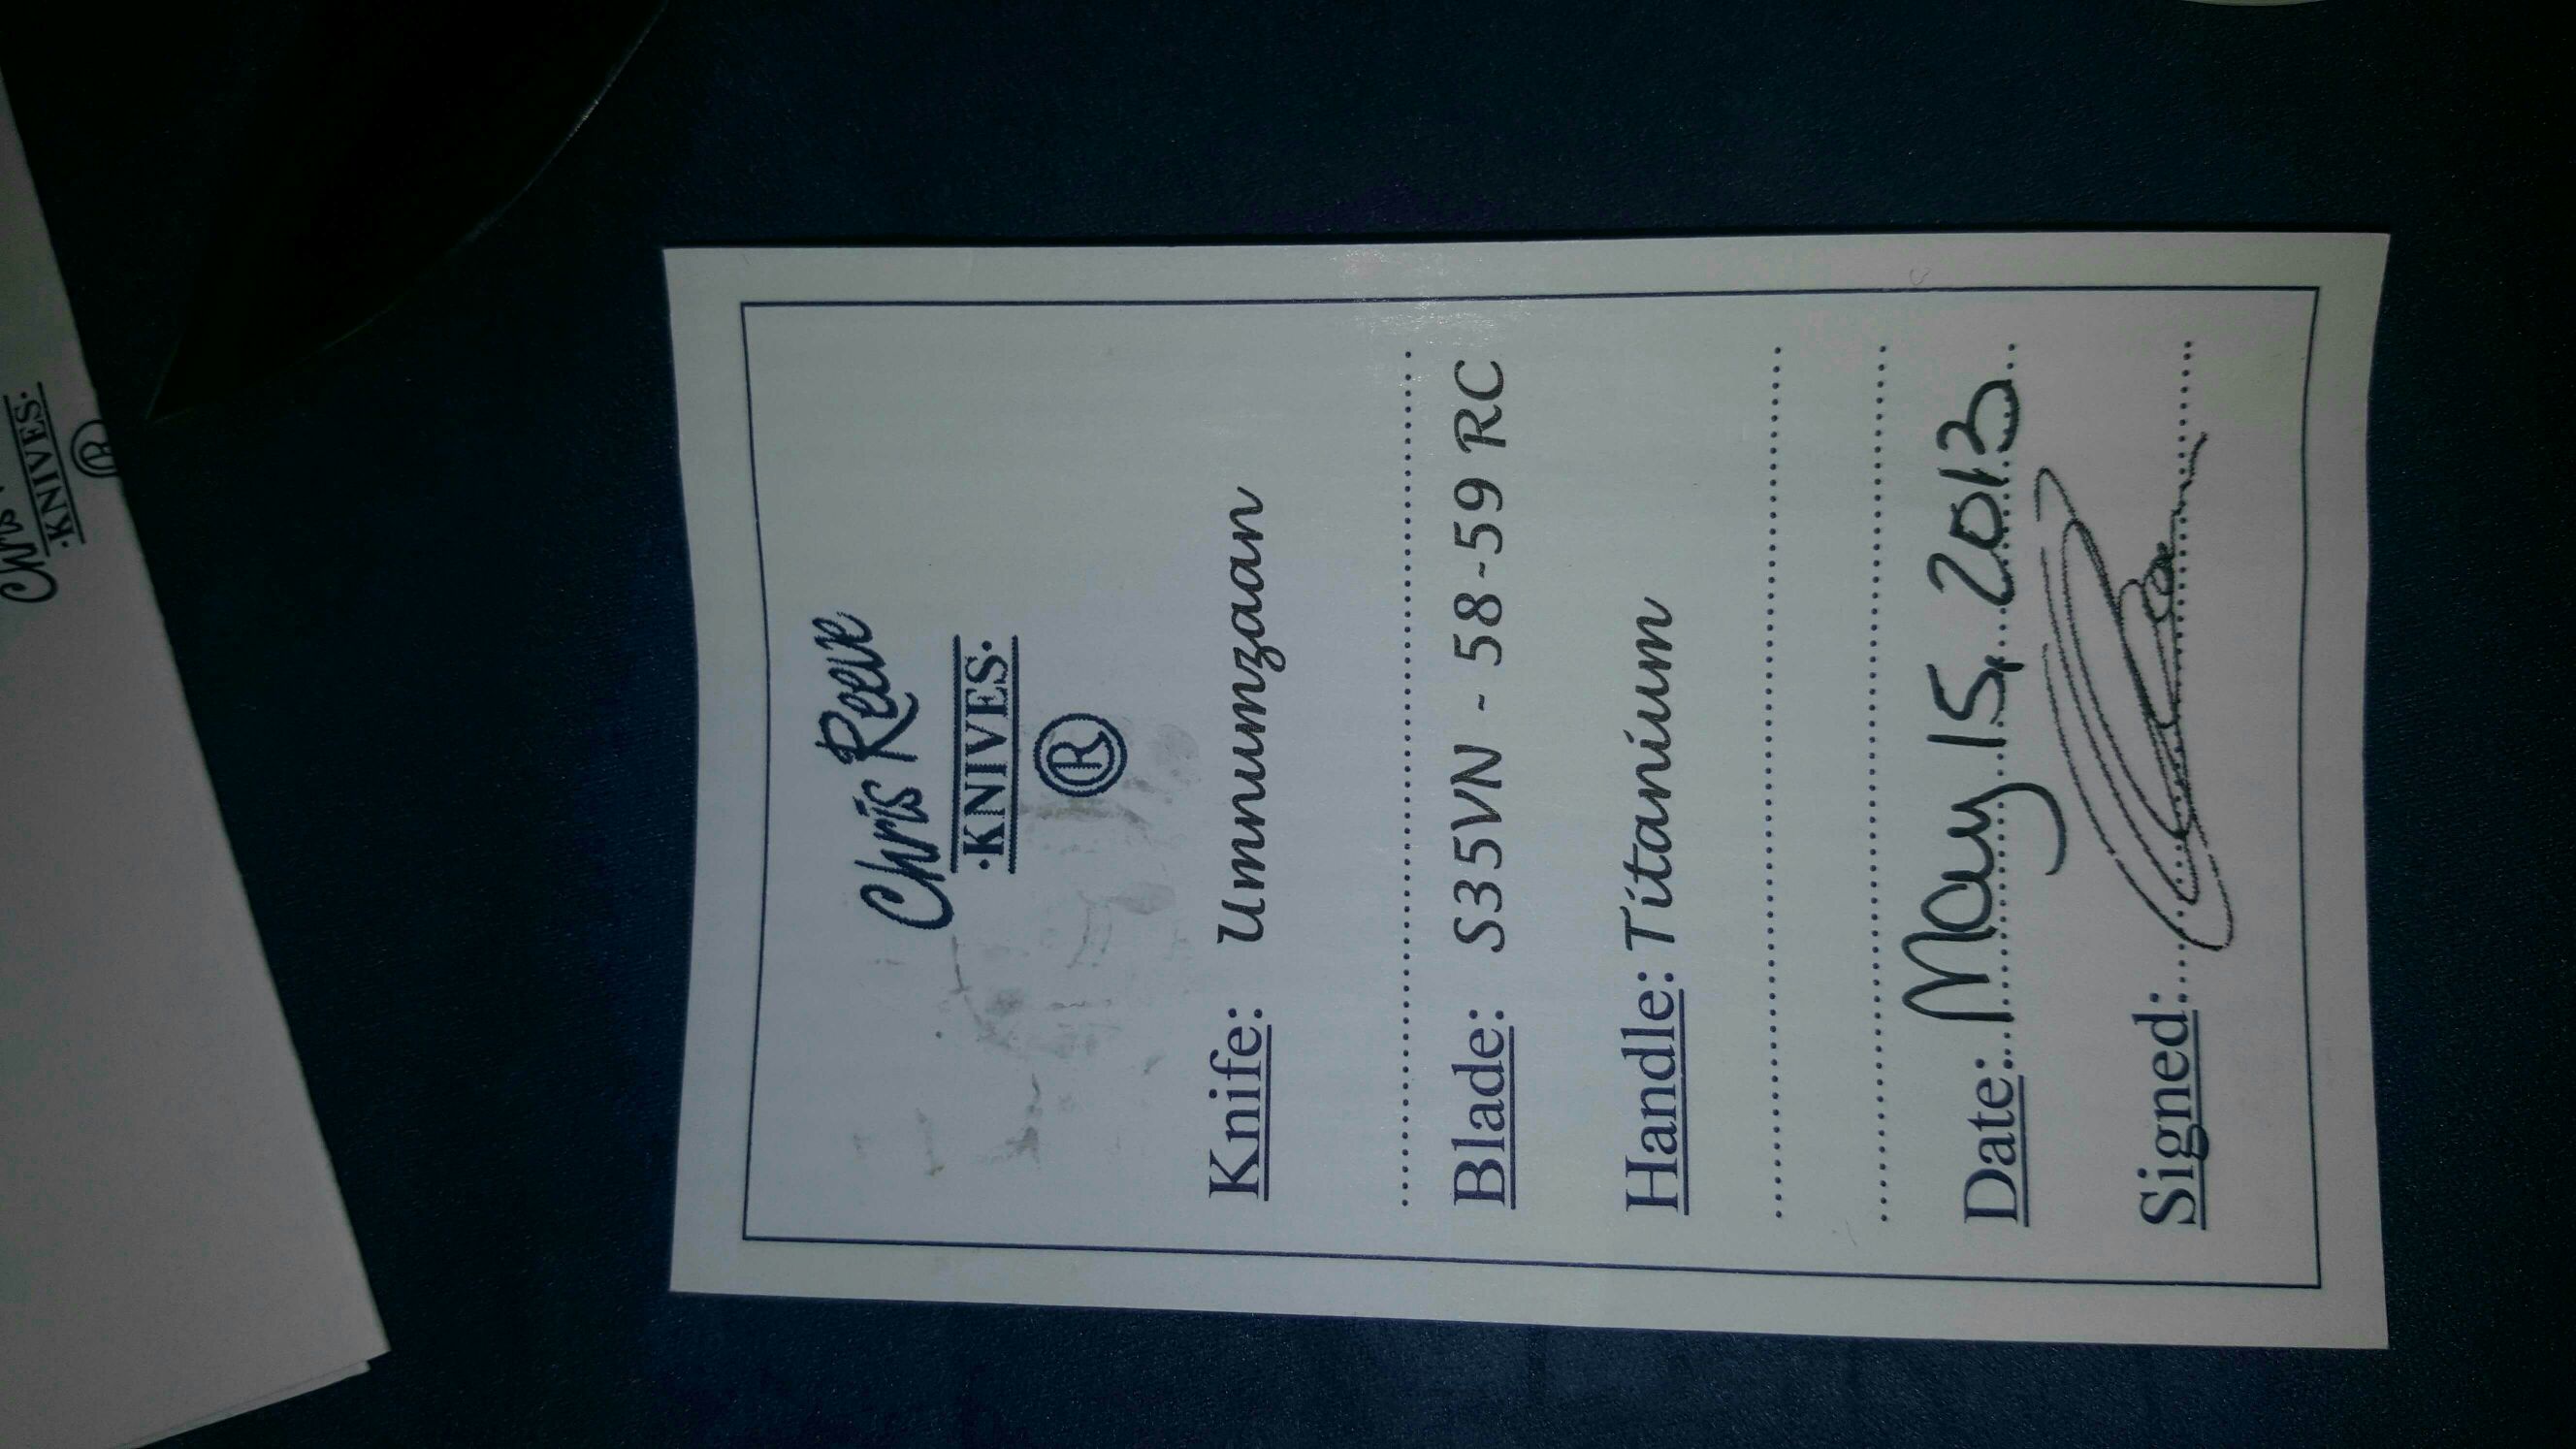 Chris
·KNIVES·
®
Chris Reeve
·KNIVES·
®
Knife: Umnumzaan
Blade: S35VN - 58-59 RC
Handle: Titanium
Date: May 15, 2013
Signed: